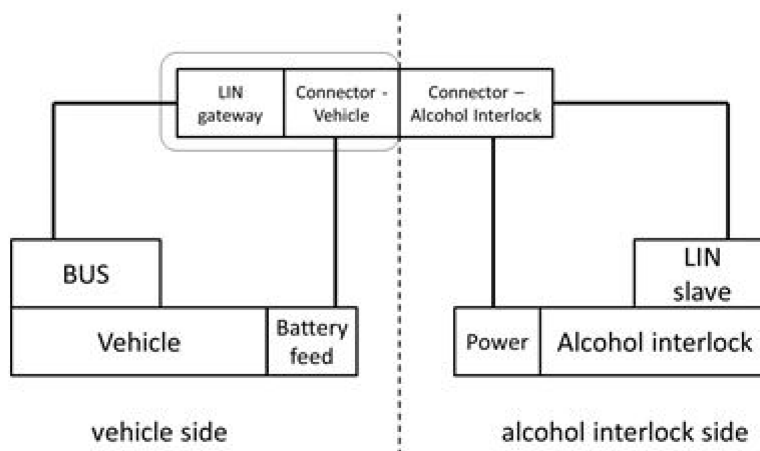 LIN
gateway
Connector -
Vehicle
Connector –
Alcohol Interlock
BUS
LIN
slave
Vehicle
Battery
feed
Power
Alcohol interlock
vehicle side
alcohol interlock side